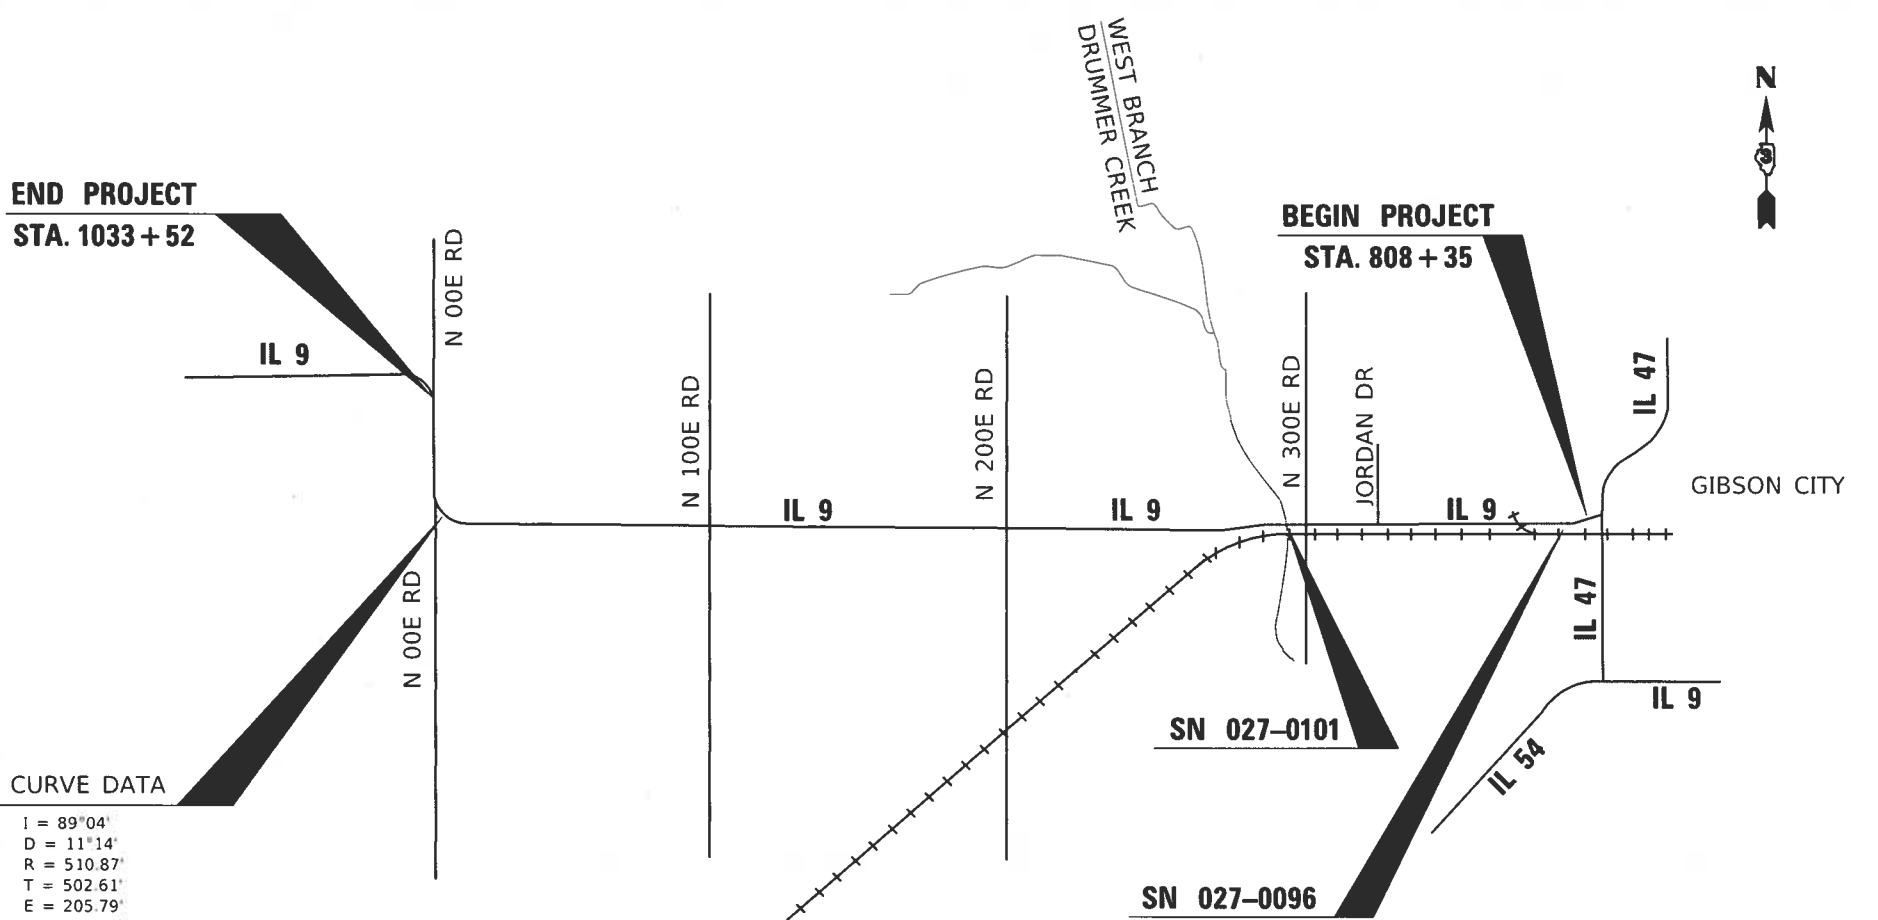 WEST BRANCH
DRUMMER CREEK
N
END PROJECT
STA. 1033+52
BEGIN PROJECT
STA. 808+35
N 00E RD
IL 9
N 100E RD
N 200E RD
N 300E RD
JORDAN DR
IL 47
GIBSON CITY
IL 9
IL 9
IL 9
N 00E RD
IL 47
IL 9
SN 027-0101
IL 54
CURVE DATA
I = 89°04'
D = 11°14'
R = 510.87'
T = 502.61'
E = 205.79'
SN 027-0096